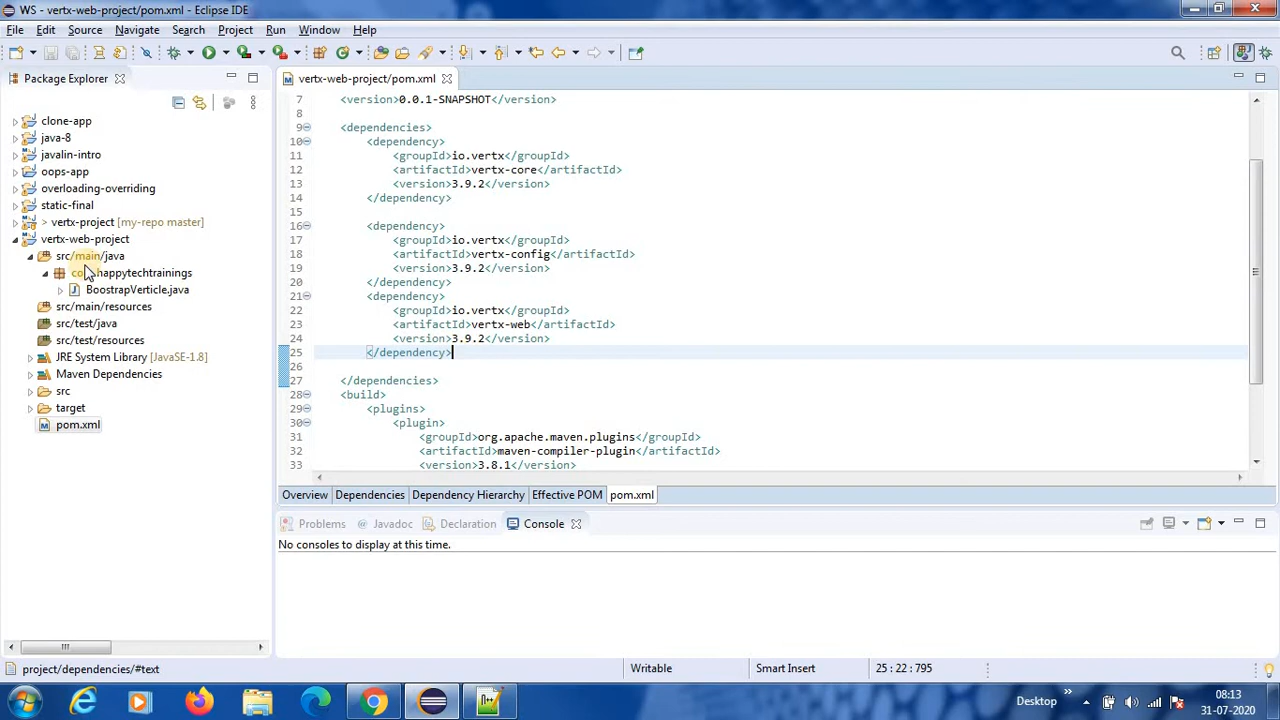 WS - vertx-web-project/pom.xml - Eclipse IDE
File Edit Source Navigate Search Project Run Window Help
Package Explorer
clone-app
java-8
javalin-intro
oops-app
overloading-overriding
static-final
> vertx-project [my-repo master]
vertx-web-project
src/main/java
happytechtrainings
BoostrapVerticle.java
src/main/resources
src/test/java
src/test/resources
JRE System Library [JavaSE-1.8]
Maven Dependencies
src
target
pom.xml
vertx-web-project/pom.xml
7 <version>0.0.1-SNAPSHOT</version>
8
9 <dependencies>
10 <dependency>
11 <groupId>io.vertx</groupId>
12 <artifactId>vertx-core</artifactId>
13 <version>3.9.2</version>
14 </dependency>
15
16 <dependency>
17 <groupId>io.vertx</groupId>
18 <artifactId>vertx-config</artifactId>
19 <version>3.9.2</version>
20 </dependency>
21 <dependency>
22 <groupId>io.vertx</groupId>
23 <artifactId>vertx-web</artifactId>
24 <version>3.9.2</version>
25 </dependency>
26
27 </dependencies>
28 <build>
29 <plugins>
30 <plugin>
31 <groupId>org.apache.maven.plugins</groupId>
32 <artifactId>maven-compiler-plugin</artifactId>
33 <version>3.8.1</version>
Overview Dependencies Dependency Hierarchy Effective POM pom.xml
Problems Javadoc Declaration Console
No consoles to display at this time.
project/dependencies/#text Writable Smart Insert 25 : 22 : 795
Desktop
08:13
31-07-2020